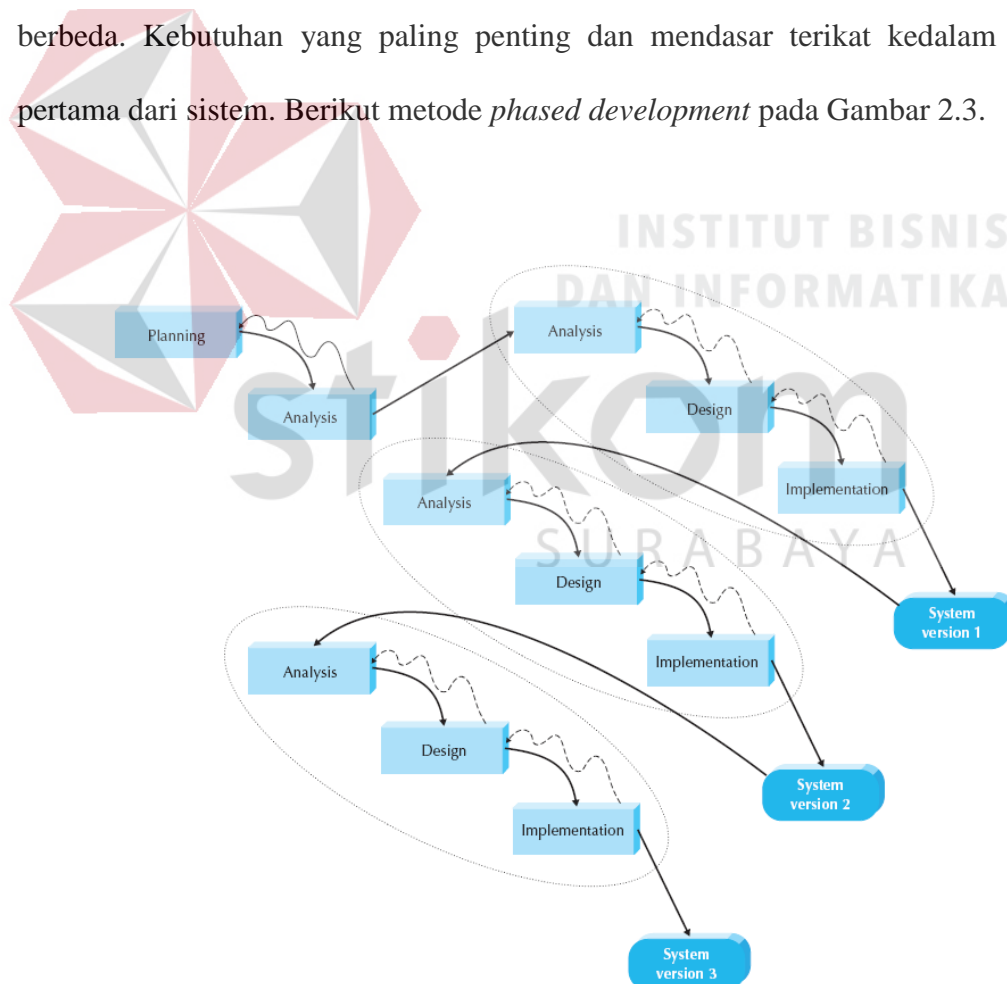 berbeda. Kebutuhan yang paling penting dan mendasar terikat kedalam
pertama dari sistem. Berikut metode phased development pada Gambar 2.3.
INSTITUT BISNIS
DAN INFORMATIKA
stikom
SURABAYA
Planning
Analysis
Analysis
Design
Implementation
System
version 1
Analysis
Design
Implementation
System
version 2
Analysis
Design
Implementation
System
version 3